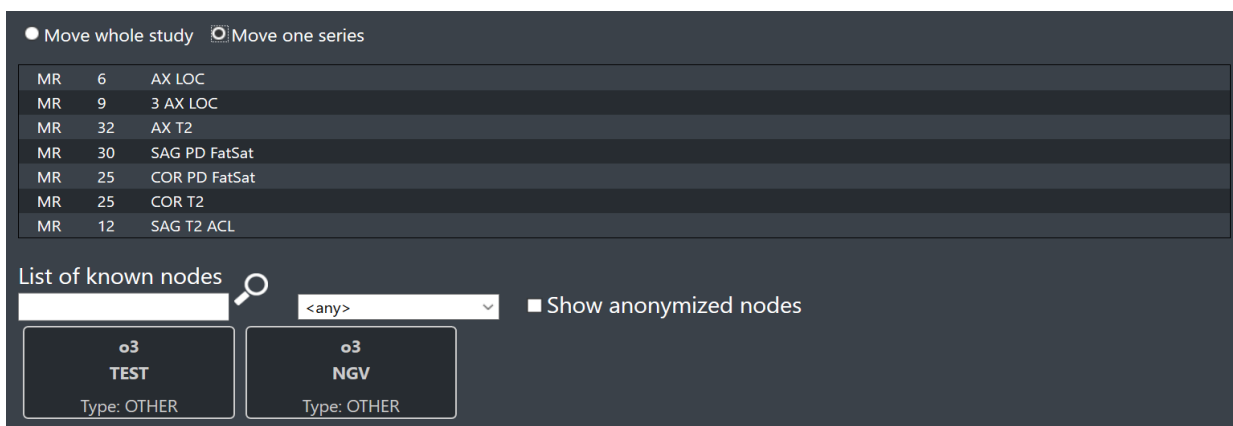 Move whole study Move one series
MR 6 AX LOC
MR 9 3 AX LOC
MR 32 AX T2
MR 30 SAG PD FatSat
MR 25 COR PD FatSat
MR 25 COR T2
MR 12 SAG T2 ACL
List of known nodes
<any> Show anonymized nodes
o3 o3
TEST NGV
Type: OTHER Type: OTHER